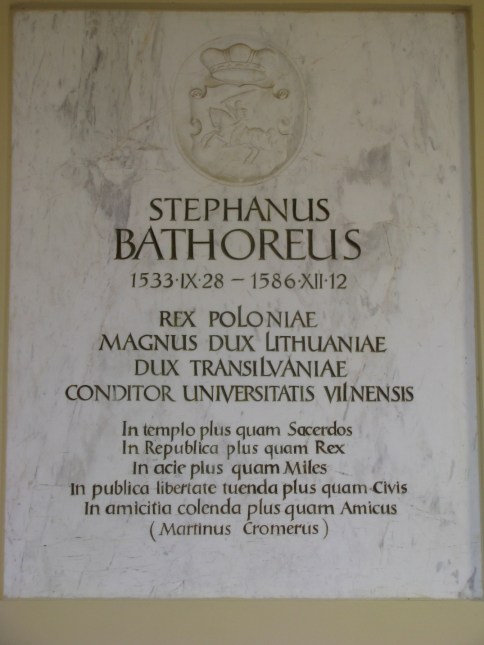 STEPHANUS
BATHOREUS
1533·IX·28 – 1586·XII·12
REX POLONIAE
MAGNUS DUX LITHUANIAE
DUX TRANSILVANIAE
CONDITOR UNIVERSITATIS VILNENSIS
In templo plus quam Sacerdos
In Republica plus quam Rex
In acie plus quam Miles
In publica libertate tuenda plus quam Civis
In amicitia colenda plus quam Amicus
(Martinus Cromerus)